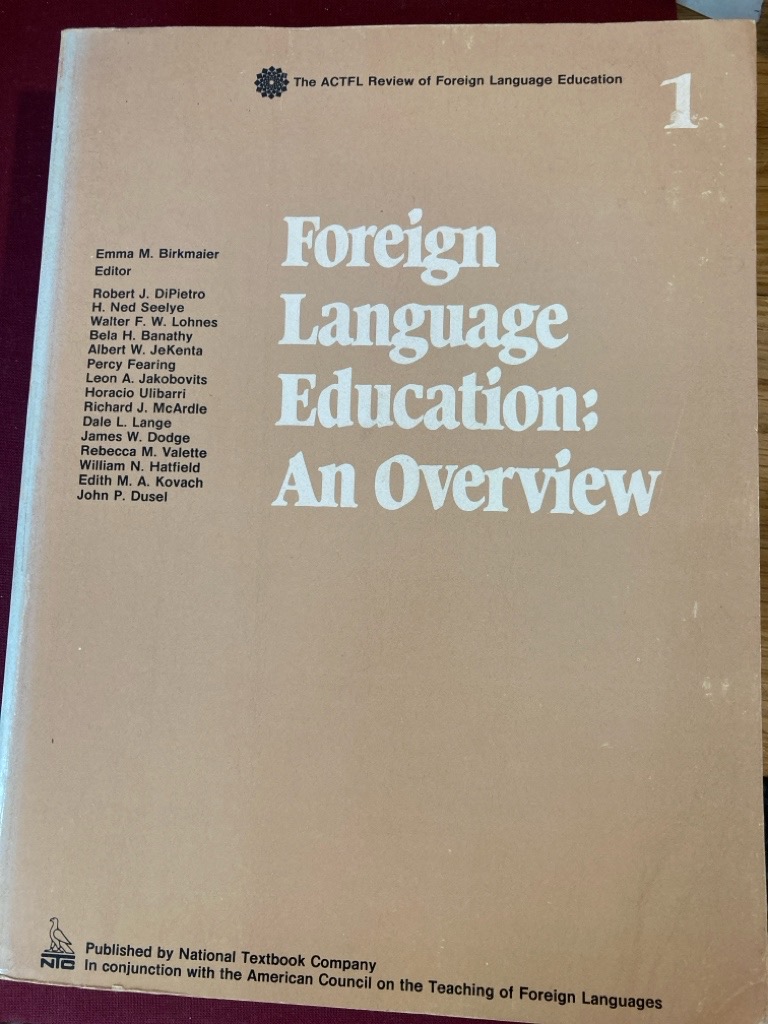 The ACTFL Review of Foreign Language Education
1
Foreign
Language
Education:
An Overview
Emma M. Birkmaier
Editor
Robert J. DiPietro
H. Ned Seelye
Walter F. W. Lohnes
Bela H. Banathy
Albert W. JeKenta
Percy Fearing
Leon A. Jakobovits
Horacio Ulibarri
Richard J. McArdle
Dale L. Lange
James W. Dodge
Rebecca M. Valette
William N. Hatfield
Edith M. A. Kovach
John P. Dusel
NTC
Published by National Textbook Company
In conjunction with the American Council on the Teaching of Foreign Languages